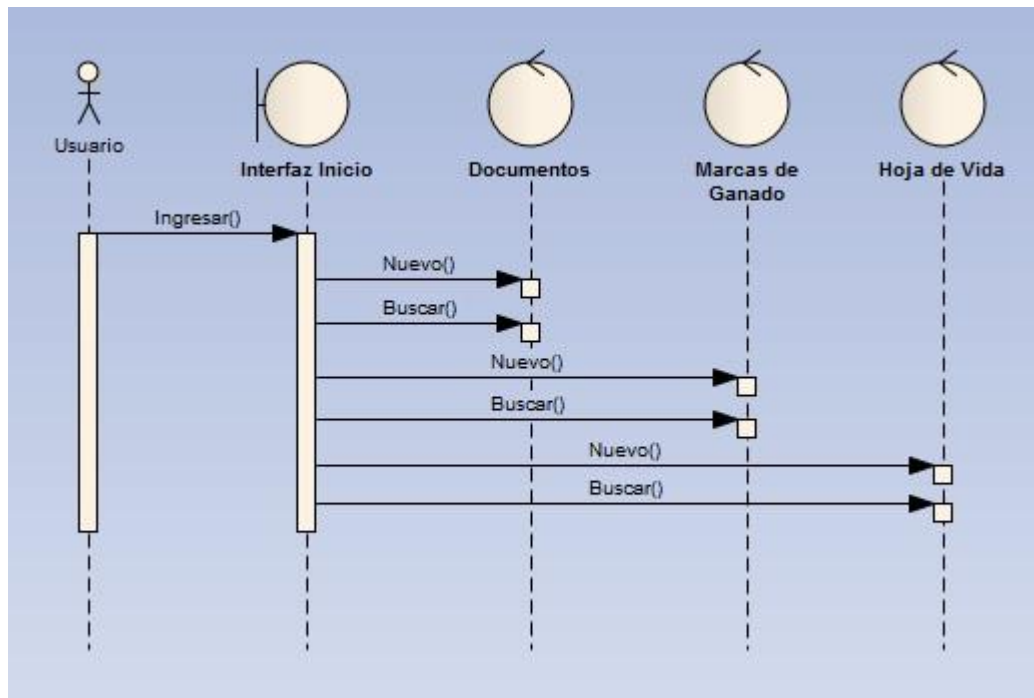 Usuario
Interfaz Inicio
Documentos
Marcas de
Ganado
Hoja de Vida
Ingresar()
Nuevo()
Buscar()
Nuevo()
Buscar()
Nuevo()
Buscar()